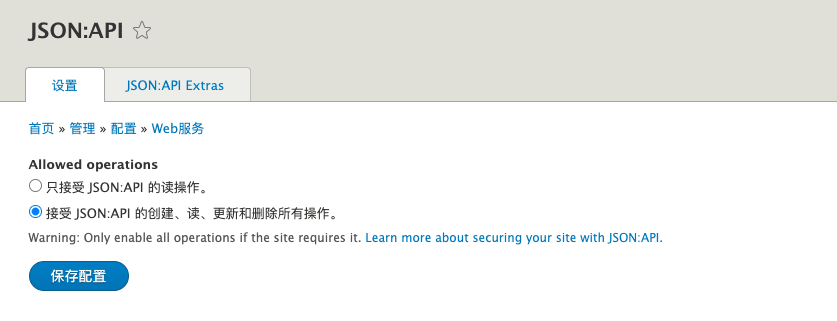 JSON:API
设置 JSON:API Extras
首页 » 管理 » 配置 » Web服务
Allowed operations
只接受 JSON:API 的读操作。
接受 JSON:API 的创建、读、更新和删除所有操作。
Warning: Only enable all operations if the site requires it. Learn more about securing your site with JSON:API.
保存配置